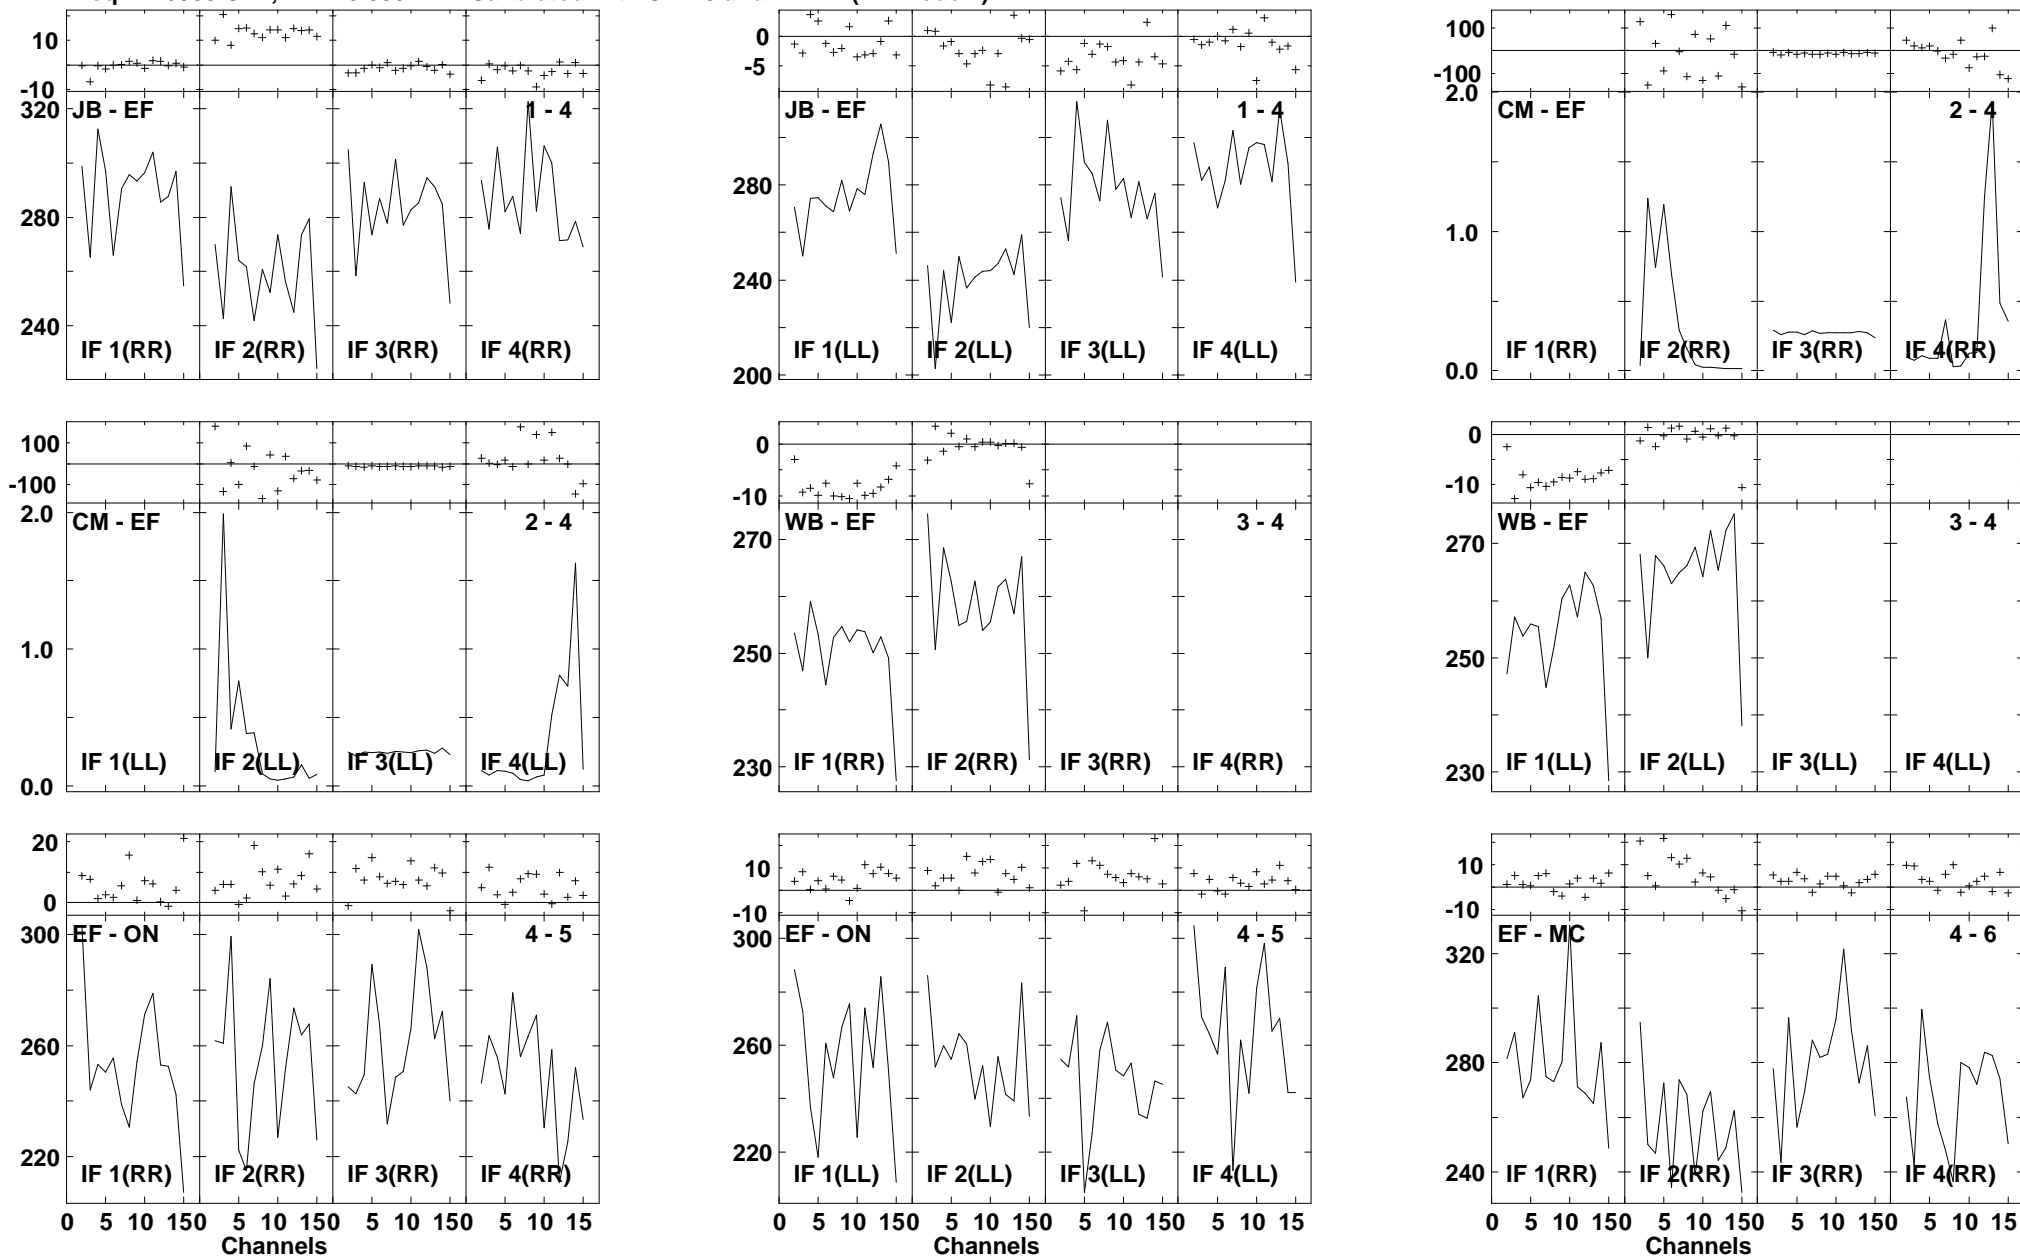 10
0
-10
0
-5
100
0
-100
JB - EF
1 - 4
320
280
240
IF 1(RR)
IF 2(RR)
IF 3(RR)
IF 4(RR)
JB - EF
1 - 4
280
240
200
IF 1(LL)
IF 2(LL)
IF 3(LL)
IF 4(LL)
CM - EF
2 - 4
2.0
1.0
0.0
IF 1(RR)
IF 2(RR)
IF 3(RR)
IF 4(RR)
100
0
-100
CM - EF
2 - 4
2.0
1.0
0.0
IF 1(LL)
IF 2(LL)
IF 3(LL)
IF 4(LL)
0
-10
WB - EF
3 - 4
270
250
230
IF 1(RR)
IF 2(RR)
IF 3(RR)
IF 4(RR)
0
-10
WB - EF
3 - 4
270
250
230
IF 1(LL)
IF 2(LL)
IF 3(LL)
IF 4(LL)
20
0
EF - ON
4 - 5
300
260
220
IF 1(RR)
IF 2(RR)
IF 3(RR)
IF 4(RR)
0 5 10 150 5 10 150 5 10 150 5 10 15
Channels
10
-10
EF - ON
4 - 5
300
260
220
IF 1(LL)
IF 2(LL)
IF 3(LL)
IF 4(LL)
0 5 10 150 5 10 150 5 10 150 5 10 15
Channels
10
-10
EF - MC
4 - 6
320
280
240
IF 1(RR)
IF 2(RR)
IF 3(RR)
IF 4(RR)
0 5 10 150 5 10 150 5 10 150 5 10 15